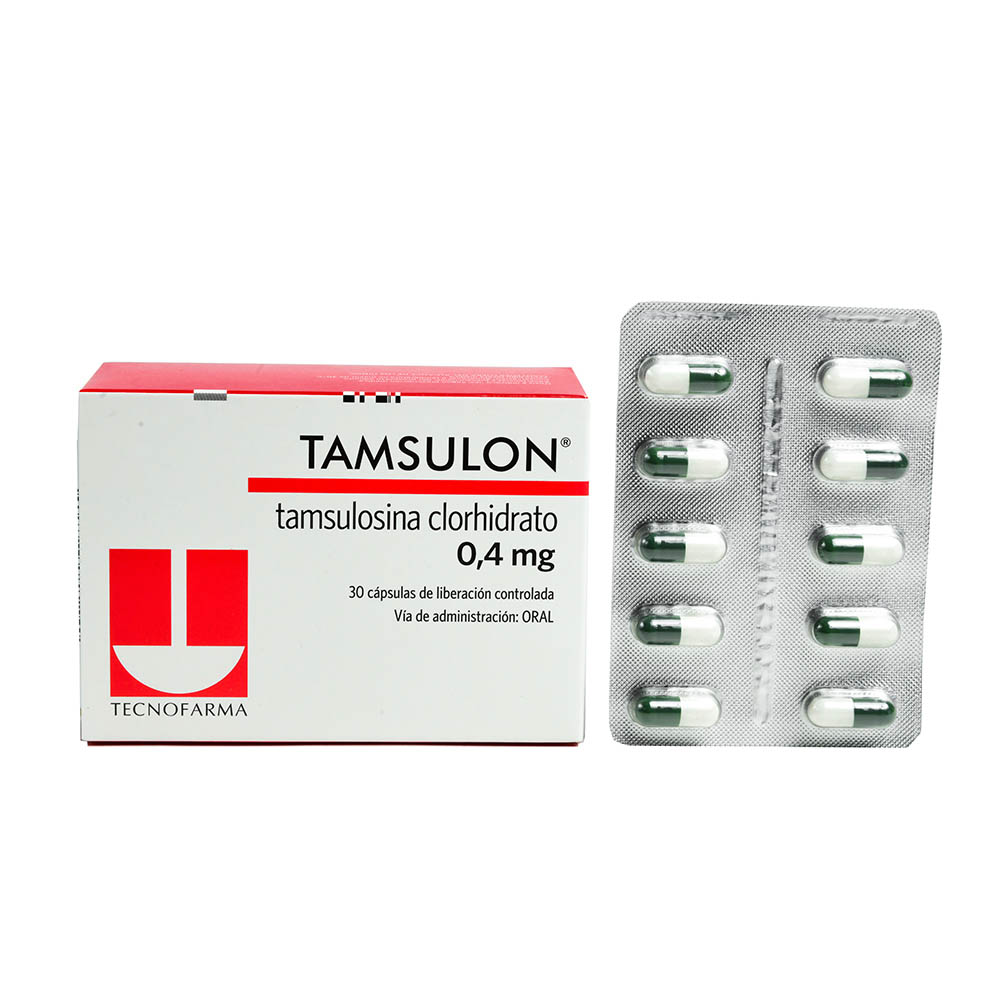 TAMSULON®
tamsulosina clorhidrato
0,4 mg
30 cápsulas de liberación controlada
Vía de administración: ORAL
TECNOFARMA